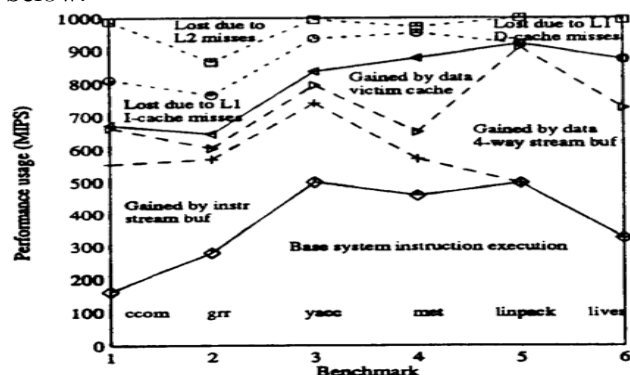 below.
Performance usage (MIPS)
1000
900
800
700
600
500
400
300
200
100
0
Lost due to
L2 misses
Lost due to L1
D-cache misses
Gained by data
victim cache
Lost due to L1
I-cache misses
Gained by data
4-way stream buf
Gained by instr
stream buf
Base system instruction execution
ccom grr yacc met linpack liver
1 2 3 4 5 6
Benchmark